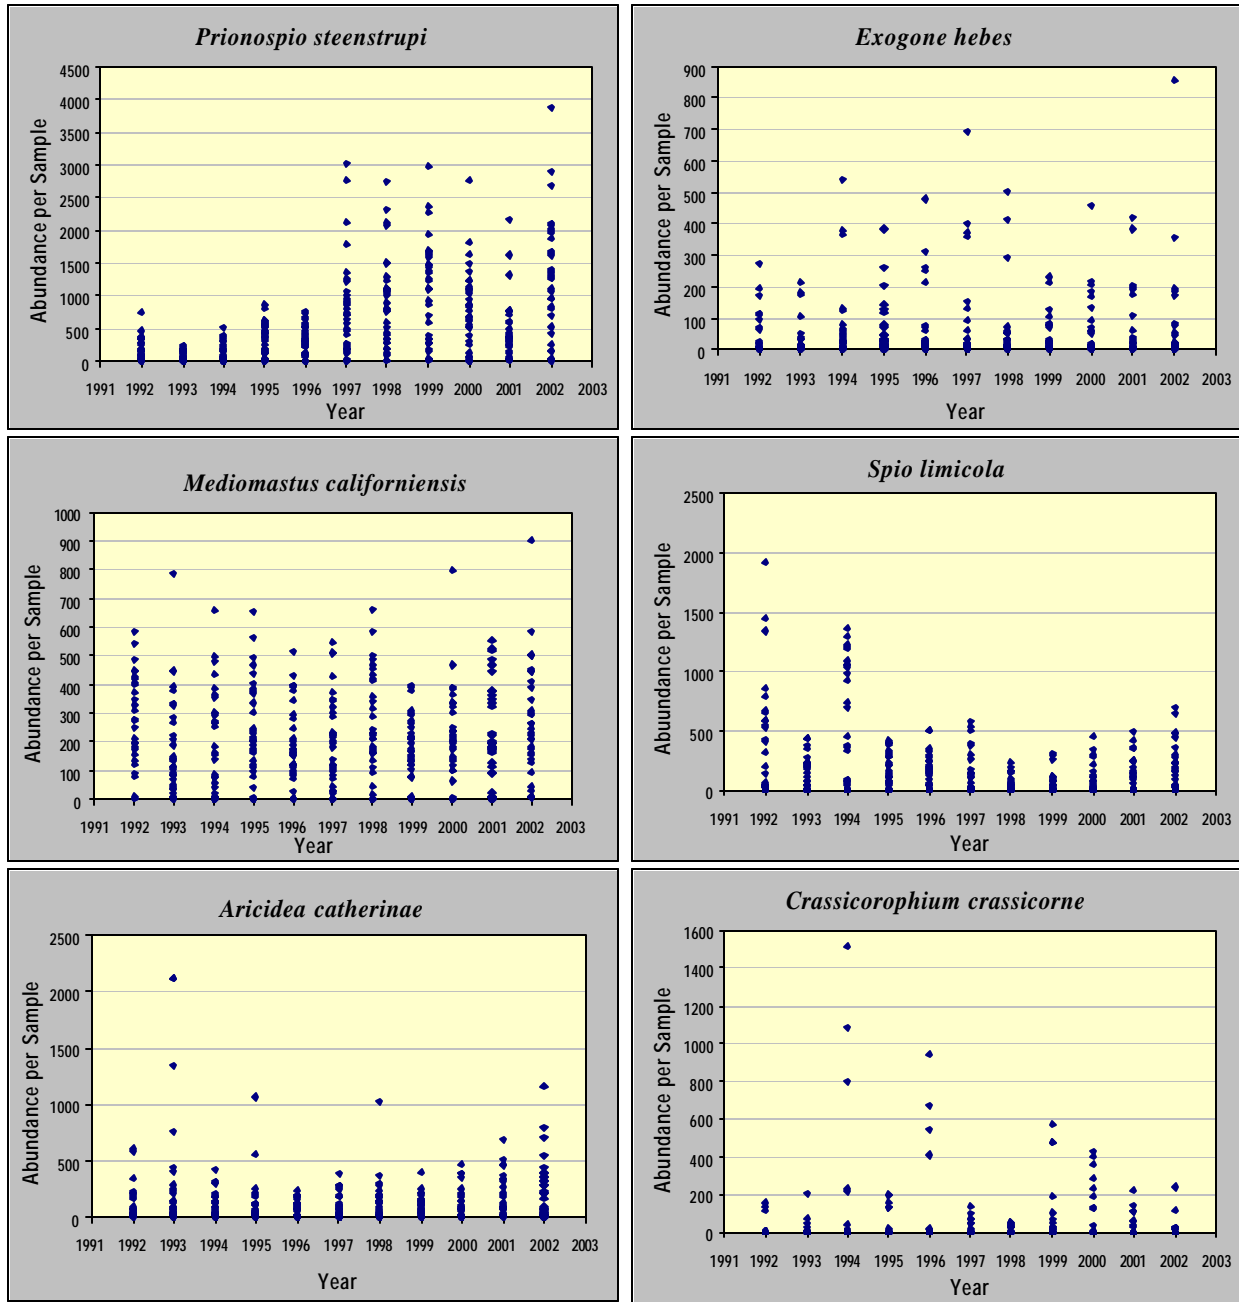 Prionospio steenstrupi
Abundance per Sample
4500
4000
3500
3000
2500
2000
1500
1000
500
0
1991 1992 1993 1994 1995 1996 1997 1998 1999 2000 2001 2002 2003
Year
Exogone hebes
Abundance per Sample
900
800
700
600
500
400
300
200
100
0
1991 1992 1993 1994 1995 1996 1997 1998 1999 2000 2001 2002 2003
Year
Mediomastus californiensis
Abundance per Sample
1000
900
800
700
600
500
400
300
200
100
0
1991 1992 1993 1994 1995 1996 1997 1998 1999 2000 2001 2002 2003
Year
Spio limicola
Abuundance per Sample
2500
2000
1500
1000
500
0
1991 1992 1993 1994 1995 1996 1997 1998 1999 2000 2001 2002 2003
Year
Aricidea catherinae
Abundance per Sample
2500
2000
1500
1000
500
0
1991 1992 1993 1994 1995 1996 1997 1998 1999 2000 2001 2002 2003
Year
Crassicorophium crassicorne
Abundance per Sample
1600
1400
1200
1000
800
600
400
200
0
1991 1992 1993 1994 1995 1996 1997 1998 1999 2000 2001 2002 2003
Year